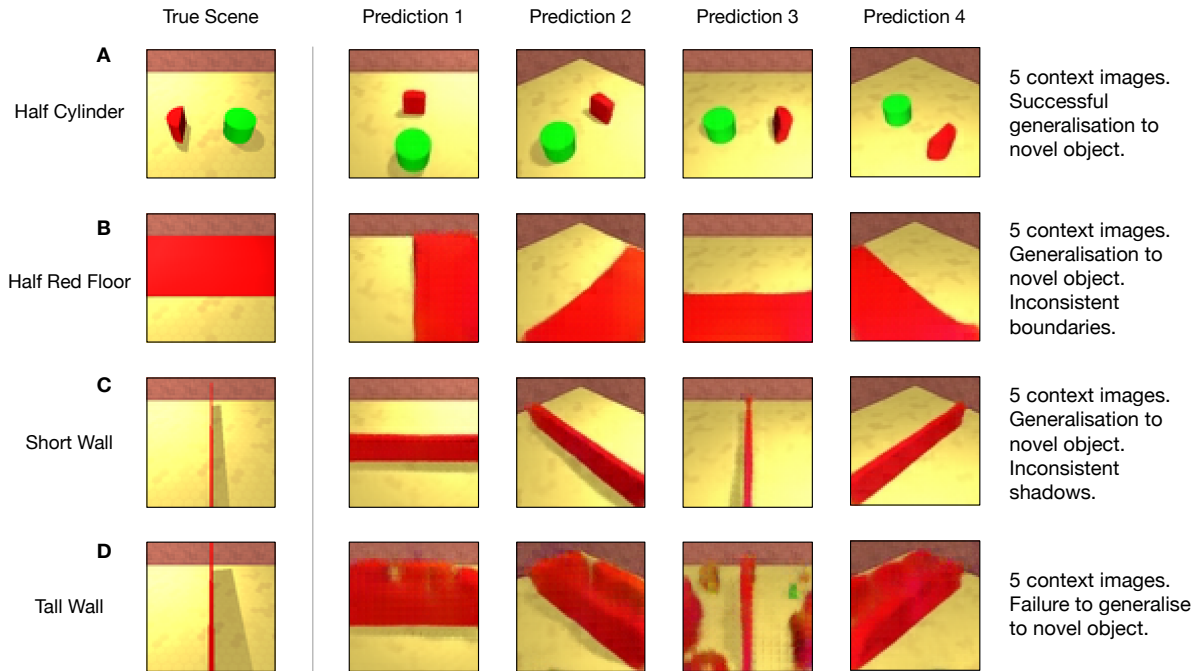 True Scene Prediction 1 Prediction 2 Prediction 3 Prediction 4
A
Half Cylinder
5 context images.
Successful
generalisation to
novel object.
B
Half Red Floor
5 context images.
Generalisation to
novel object.
Inconsistent
boundaries.
C
Short Wall
5 context images.
Generalisation to
novel object.
Inconsistent
shadows.
D
Tall Wall
5 context images.
Failure to generalise
to novel object.